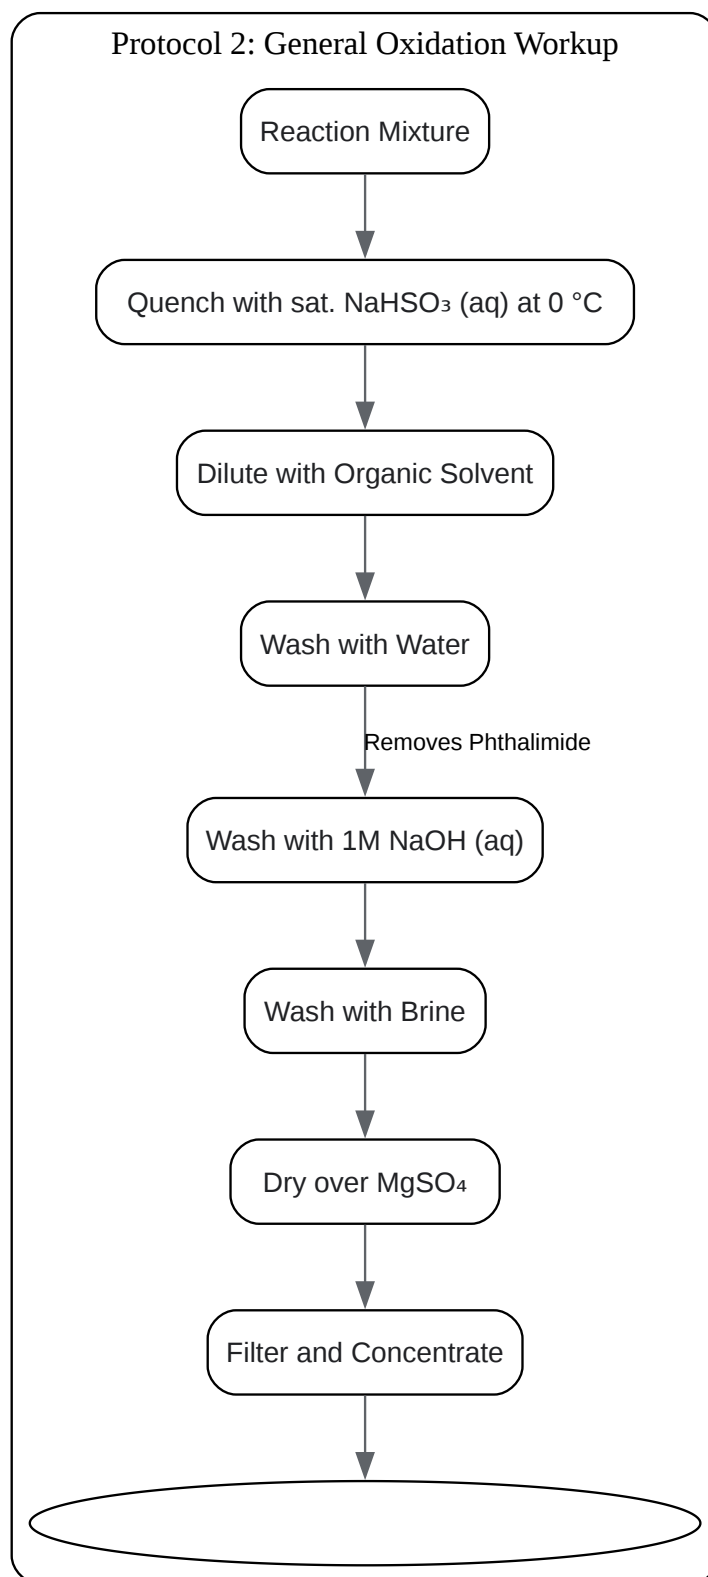 Protocol 2: General Oxidation Workup
Reaction Mixture
Quench with sat. NaHSO₃ (aq) at 0 °C
Dilute with Organic Solvent
Wash with Water
Removes Phthalimide
Wash with 1M NaOH (aq)
Wash with Brine
Dry over MgSO₄
Filter and Concentrate